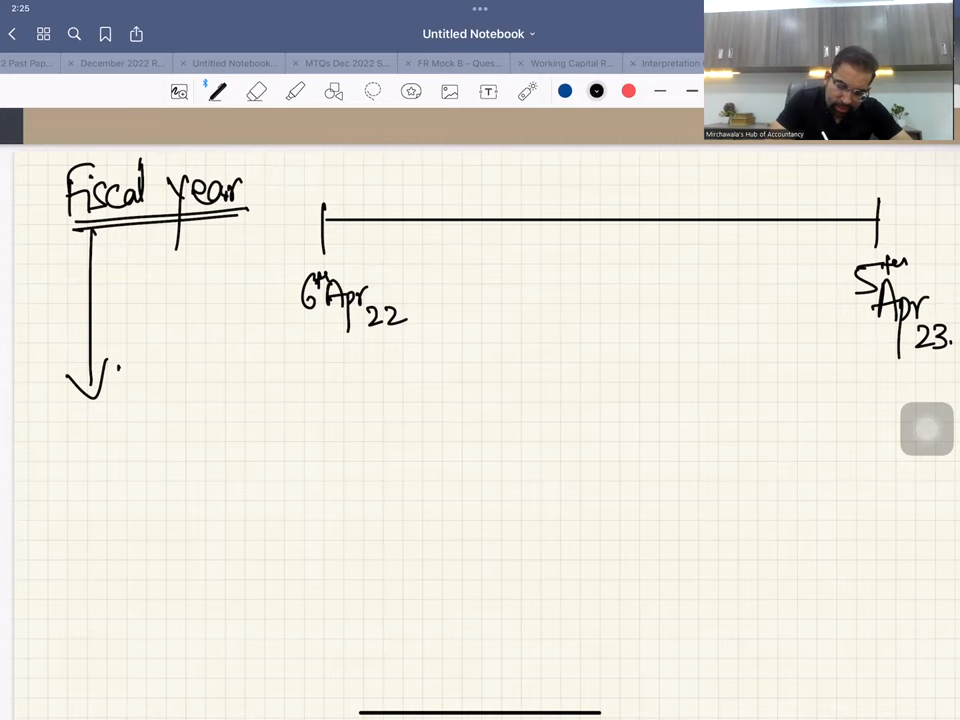 2:25
Untitled Notebook
2 Past Pap...
December 2022 R...
Untitled Notebook...
MTQs Dec 2022 S...
FR Mock B - Ques...
Working Capital R...
Interpretation
Mirchawala's Hub of Accountancy
Fiscal year
6th Apr 22
Apr
23.